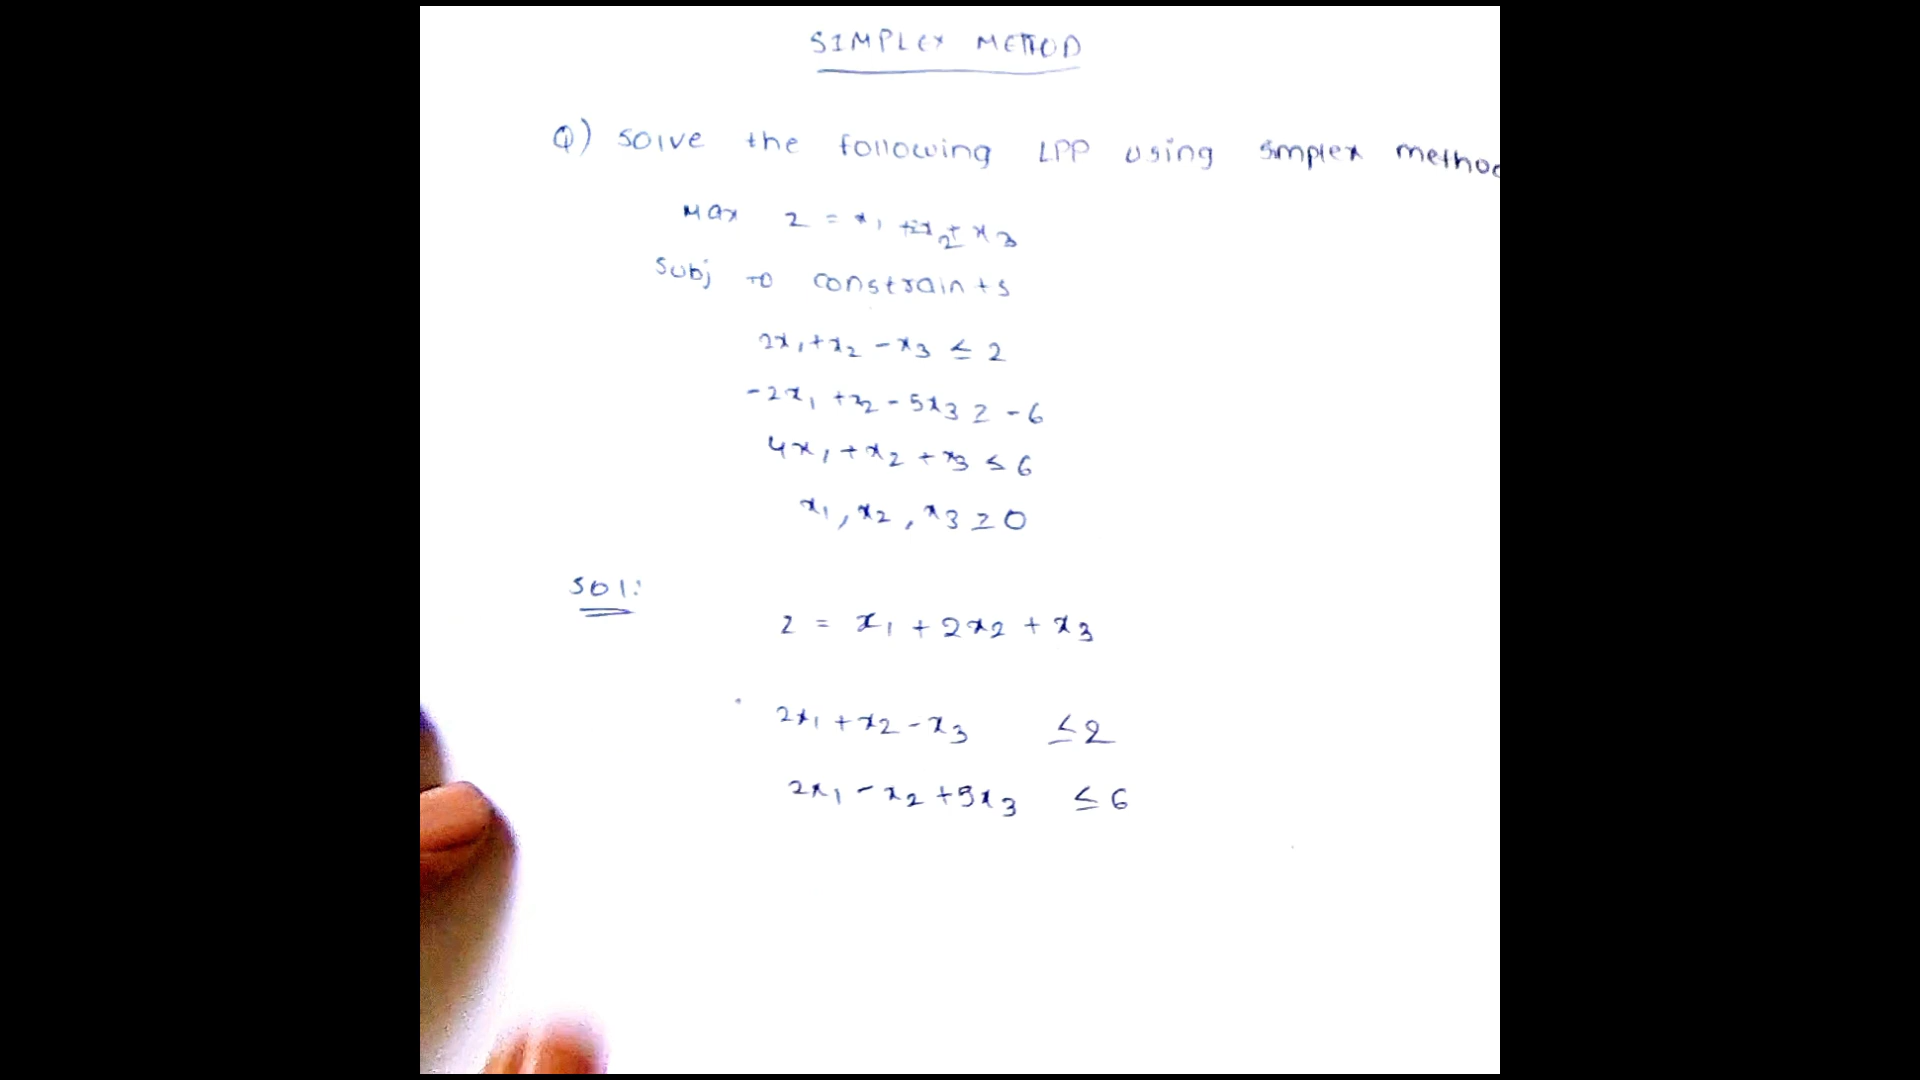 SIMPLEX METHOD
Q) solve the following LPP using simplex method
Max z = x1 +2x2 + x3
Subj to constraints
2x1 + x2 - x3 ≤ 2
-2x1 + x2 - 5x3 ≥ -6
4x1 + x2 + x3 ≤ 6
x1, x2, x3 ≥ 0
Sol:
z = x1 + 2x2 + x3
2x1 + x2 - x3 ≤ 2
2x1 - x2 + 5x3 ≤ 6